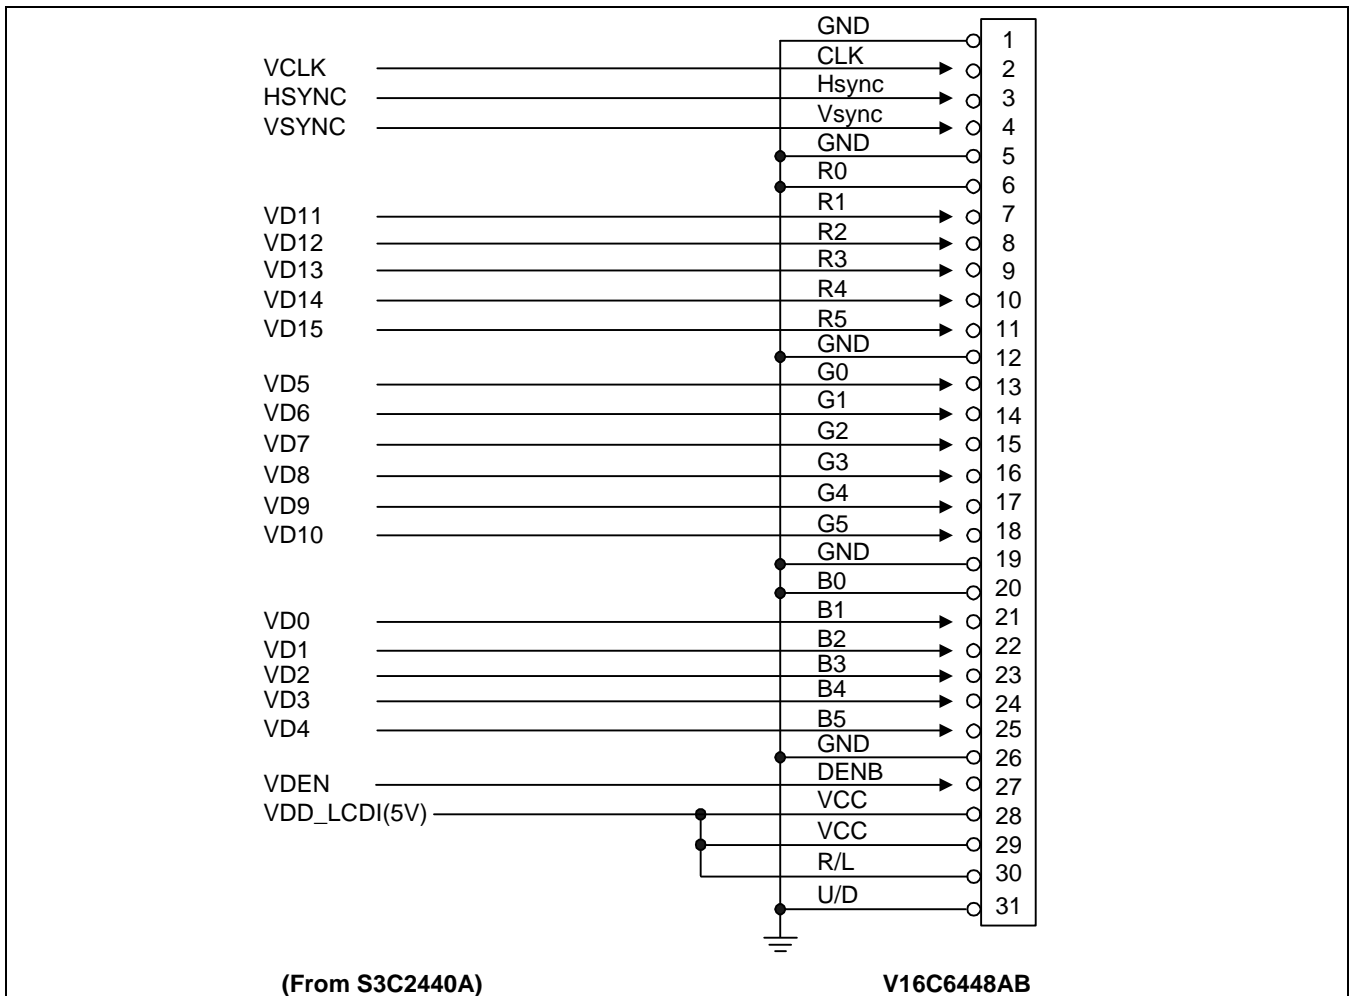 GND 1
VCLK CLK 2
HSYNC Hsync 3
VSYNC Vsync 4
GND 5
R0 6
VD11 R1 7
VD12 R2 8
VD13 R3 9
VD14 R4 10
VD15 R5 11
GND 12
VD5 G0 13
VD6 G1 14
VD7 G2 15
VD8 G3 16
VD9 G4 17
VD10 G5 18
GND 19
B0 20
VD0 B1 21
VD1 B2 22
VD2 B3 23
VD3 B4 24
VD4 B5 25
GND 26
VDEN DENB 27
VDD_LCDI(5V) VCC 28
VCC 29
R/L 30
U/D 31
(From S3C2440A) V16C6448AB